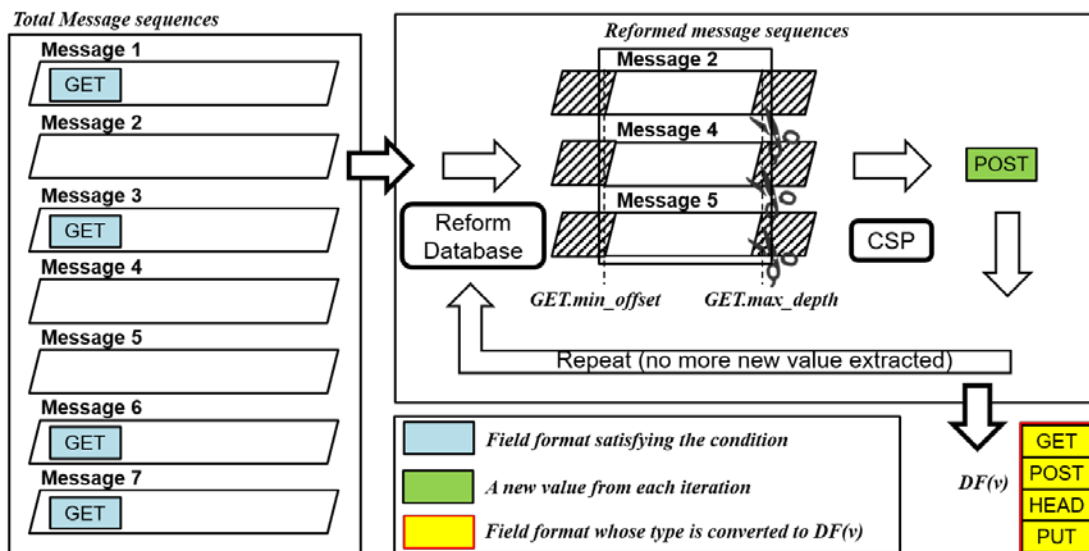 Total Message sequences
Message 1
GET
Message 2
Message 3
GET
Message 4
Message 5
Message 6
GET
Message 7
GET
Reformed message sequences
Message 2
Message 4
Message 5
Reform
Database
GET.min_offset
GET.max_depth
CSP
POST
Repeat (no more new value extracted)
Field format satisfying the condition
A new value from each iteration
Field format whose type is converted to DF(v)
DF(v)
GET
POST
HEAD
PUT